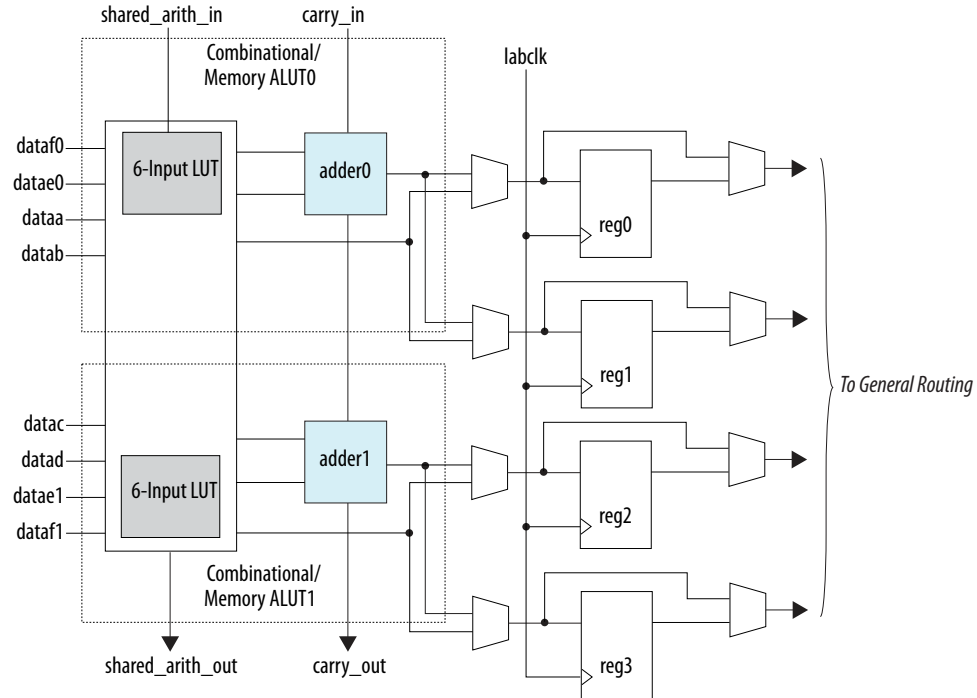 shared_arith_in
carry_in
Combinational/
Memory ALUT0
labclk
dataf0
datae0
dataa
datab
6-Input LUT
adder0
reg0
reg1
To General Routing
datac
datad
datae1
dataf1
6-Input LUT
adder1
reg2
Combinational/
Memory ALUT1
reg3
shared_arith_out
carry_out